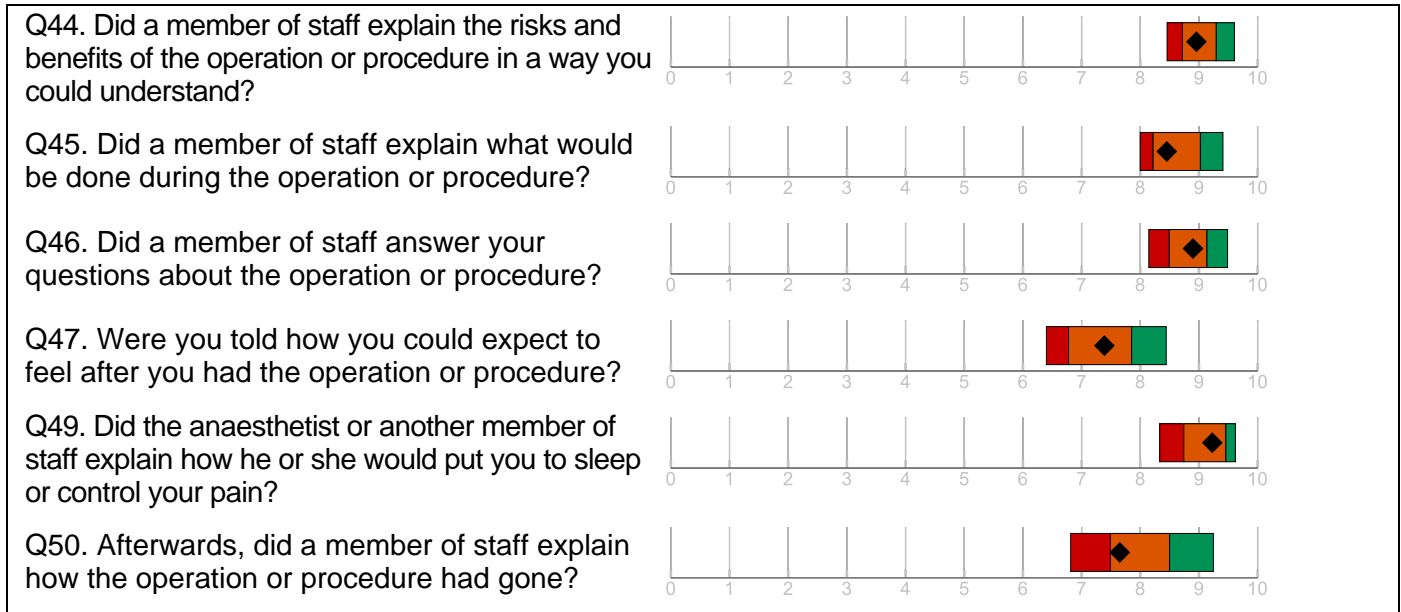 Q44. Did a member of staff explain the risks and
benefits of the operation or procedure in a way you
could understand?
0 1 2 3 4 5 6 7 8 9 10
Q45. Did a member of staff explain what would
be done during the operation or procedure?
0 1 2 3 4 5 6 7 8 9 10
Q46. Did a member of staff answer your
questions about the operation or procedure?
0 1 2 3 4 5 6 7 8 9 10
Q47. Were you told how you could expect to
feel after you had the operation or procedure?
0 1 2 3 4 5 6 7 8 9 10
Q49. Did the anaesthetist or another member of
staff explain how he or she would put you to sleep
or control your pain?
0 1 2 3 4 5 6 7 8 9 10
Q50. Afterwards, did a member of staff explain
how the operation or procedure had gone?
0 1 2 3 4 5 6 7 8 9 10